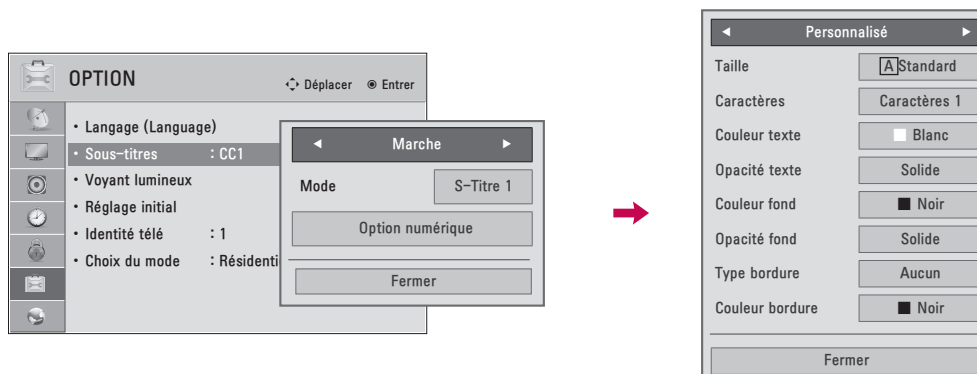 OPTION
Déplacer
Entrer
• Langage (Language)
• Sous-titres : CC1
• Voyant lumineux
• Réglage initial
• Identité télé : 1
• Choix du mode : Résidenti
◄ Marche ►
Mode S-Titre 1
Option numérique
Fermer
◄ Personnalisé ►
Taille A Standard
Caractères Caractères 1
Couleur texte Blanc
Opacité texte Solide
Couleur fond Noir
Opacité fond Solide
Type bordure Aucun
Couleur bordure Noir
Fermer